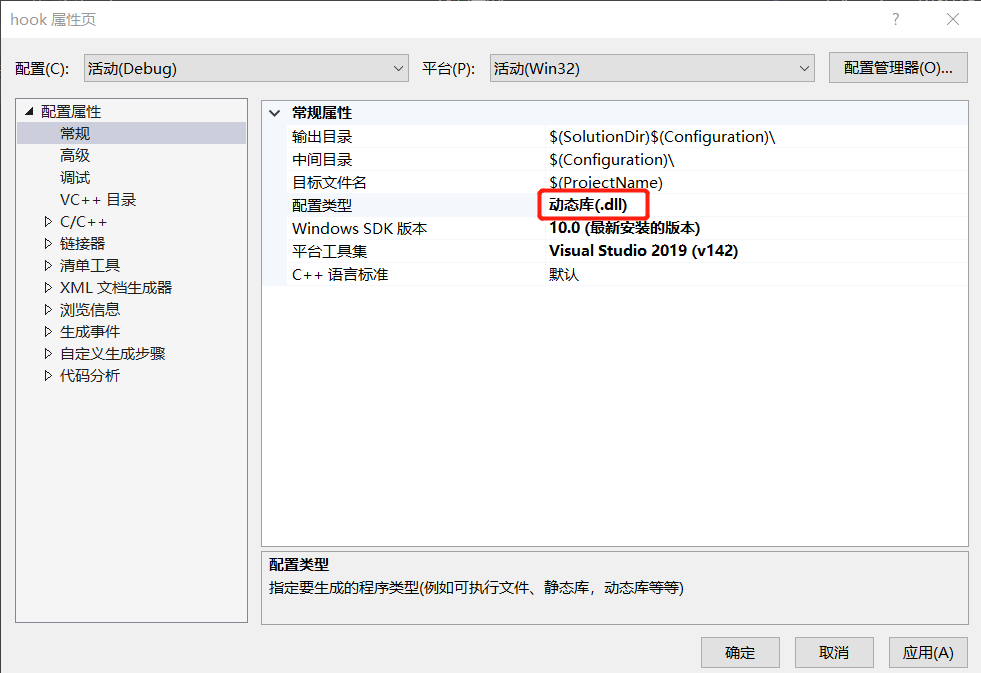 hook 属性页
配置(C): 活动(Debug) 平台(P): 活动(Win32) 配置管理器(O)...
配置属性
常规
高级
调试
VC++ 目录
C/C++
链接器
清单工具
XML 文档生成器
浏览信息
生成事件
自定义生成步骤
代码分析
常规属性
输出目录 $(SolutionDir)$(Configuration)\
中间目录 $(Configuration)\
目标文件名 $(ProjectName)
配置类型 动态库(.dll)
Windows SDK 版本 10.0 (最新安装的版本)
平台工具集 Visual Studio 2019 (v142)
C++ 语言标准 默认
配置类型
指定要生成的程序类型(例如可执行文件、静态库，动态库等等)
确定 取消 应用(A)